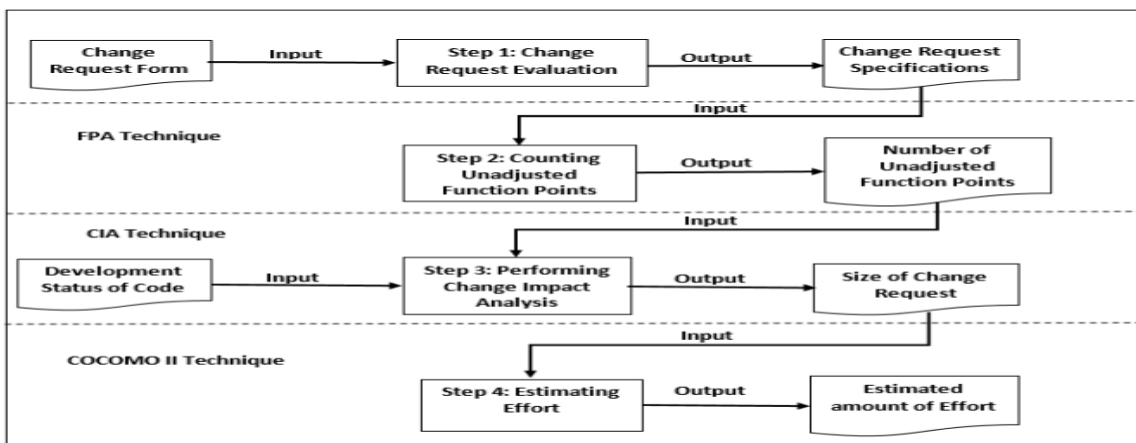 Change
Request Form
Input
Step 1: Change
Request Evaluation
Output
Change Request
Specifications
Input
FPA Technique
Step 2: Counting
Unadjusted
Function Points
Output
Number of
Unadjusted
Function Points
Input
CIA Technique
Development
Status of Code
Input
Step 3: Performing
Change Impact
Analysis
Output
Size of Change
Request
Input
COCOMO II Technique
Step 4: Estimating
Effort
Output
Estimated
amount of Effort